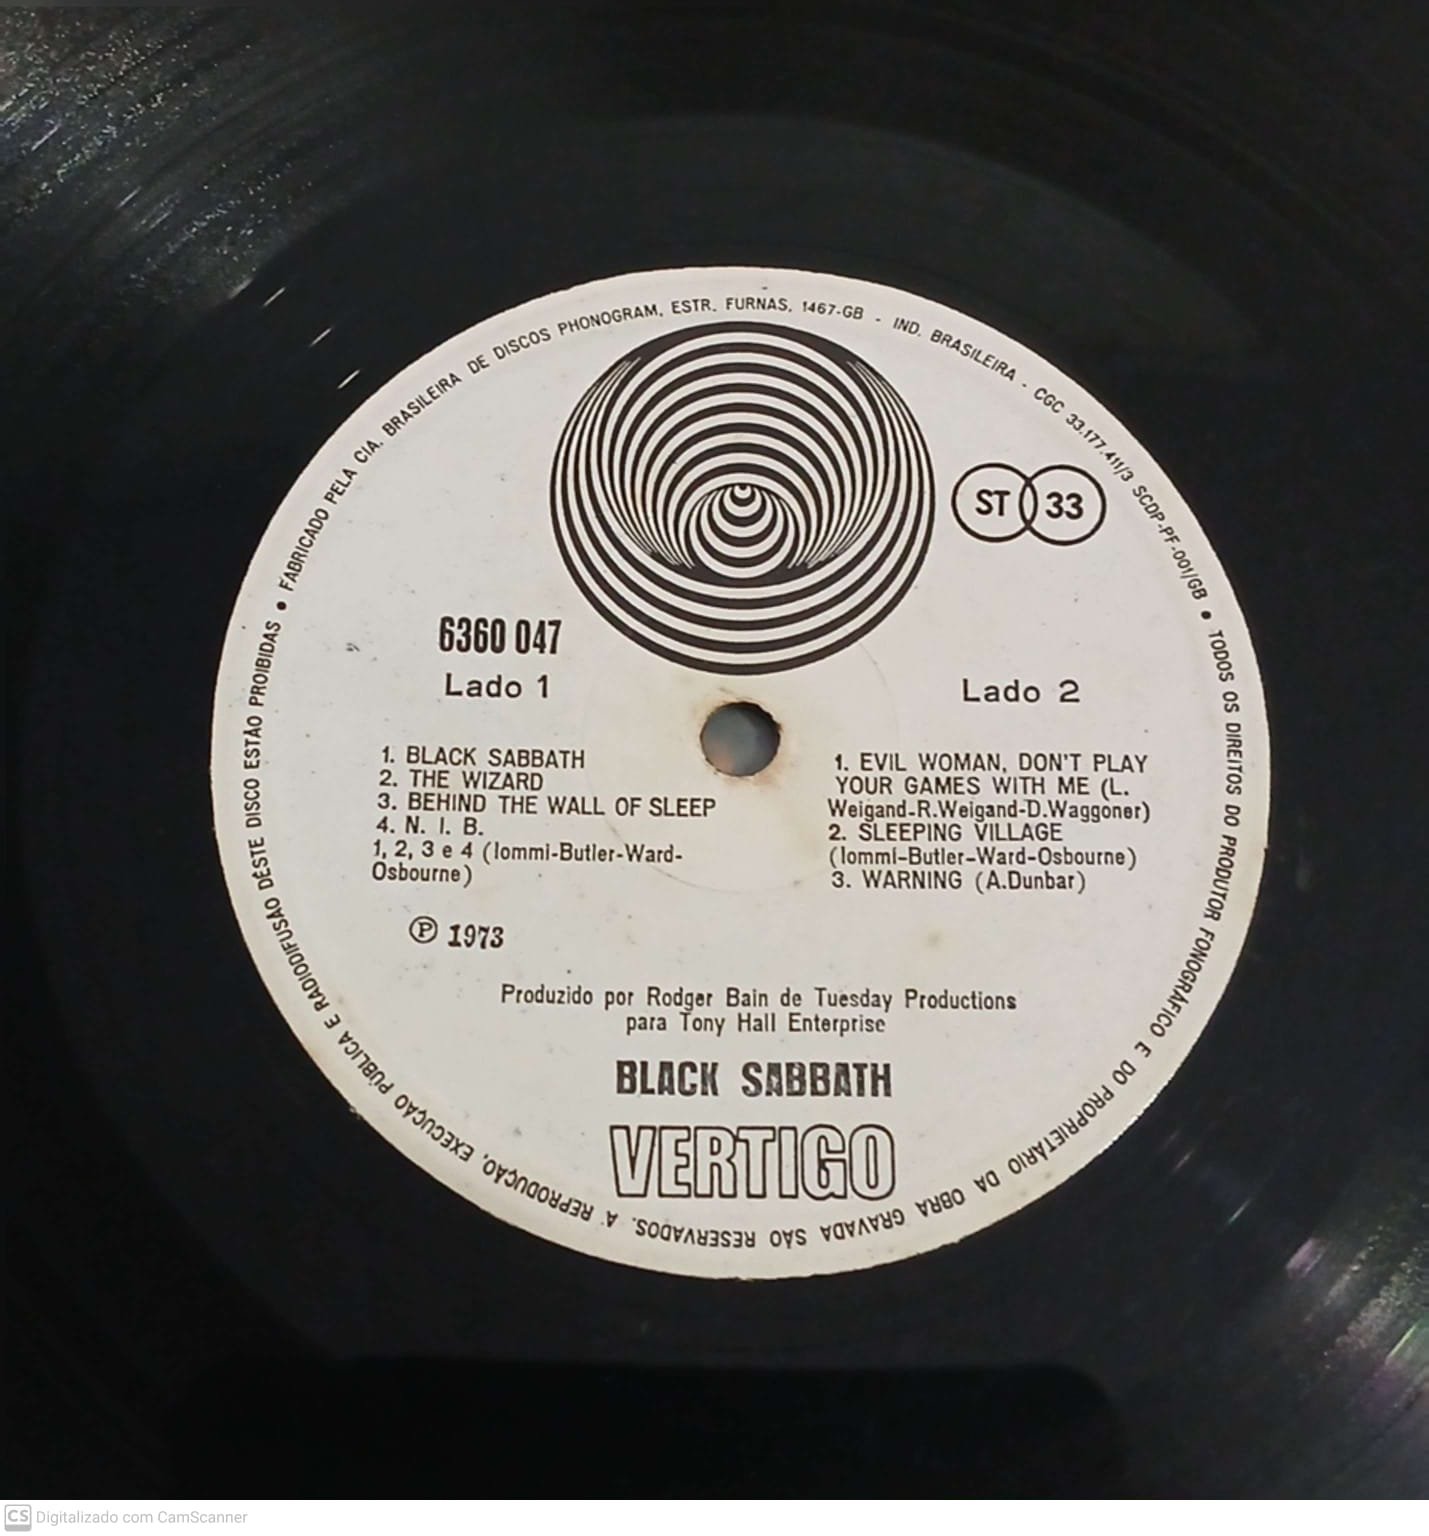 FABRICADO PELA CIA. BRASILEIRA DE DISCOS PHONOGRAM, ESTR. FURNAS, 1467-GB - IND. BRASILEIRA - CGC 33.177.411/3 SCDP-PF-001/GB • TODOS OS DIREITOS DO PRODUTOR FONOGRÁFICO E DO PROPRIETÁRIO DA OBRA GRAVADA SÃO RESERVADOS. A REPRODUÇÃO, EXECUÇÃO PÚBLICA E RADIODIFUSÃO DÊSTE DISCO ESTÃO PROIBIDAS •
ST 33
6360 047
Lado 1
1. BLACK SABBATH
2. THE WIZARD
3. BEHIND THE WALL OF SLEEP
4. N. I. B.
1, 2, 3 e 4 (Iommi-Butler-Ward-
Osbourne)
℗ 1973
Lado 2
1. EVIL WOMAN, DON'T PLAY
YOUR GAMES WITH ME (L.
Weigand-R.Weigand-D.Waggoner)
2. SLEEPING VILLAGE
(Iommi-Butler-Ward-Osbourne)
3. WARNING (A.Dunbar)
Produzido por Rodger Bain de Tuesday Productions
para Tony Hall Enterprise
BLACK SABBATH
VERTIGO
CS Digitalizado com CamScanner